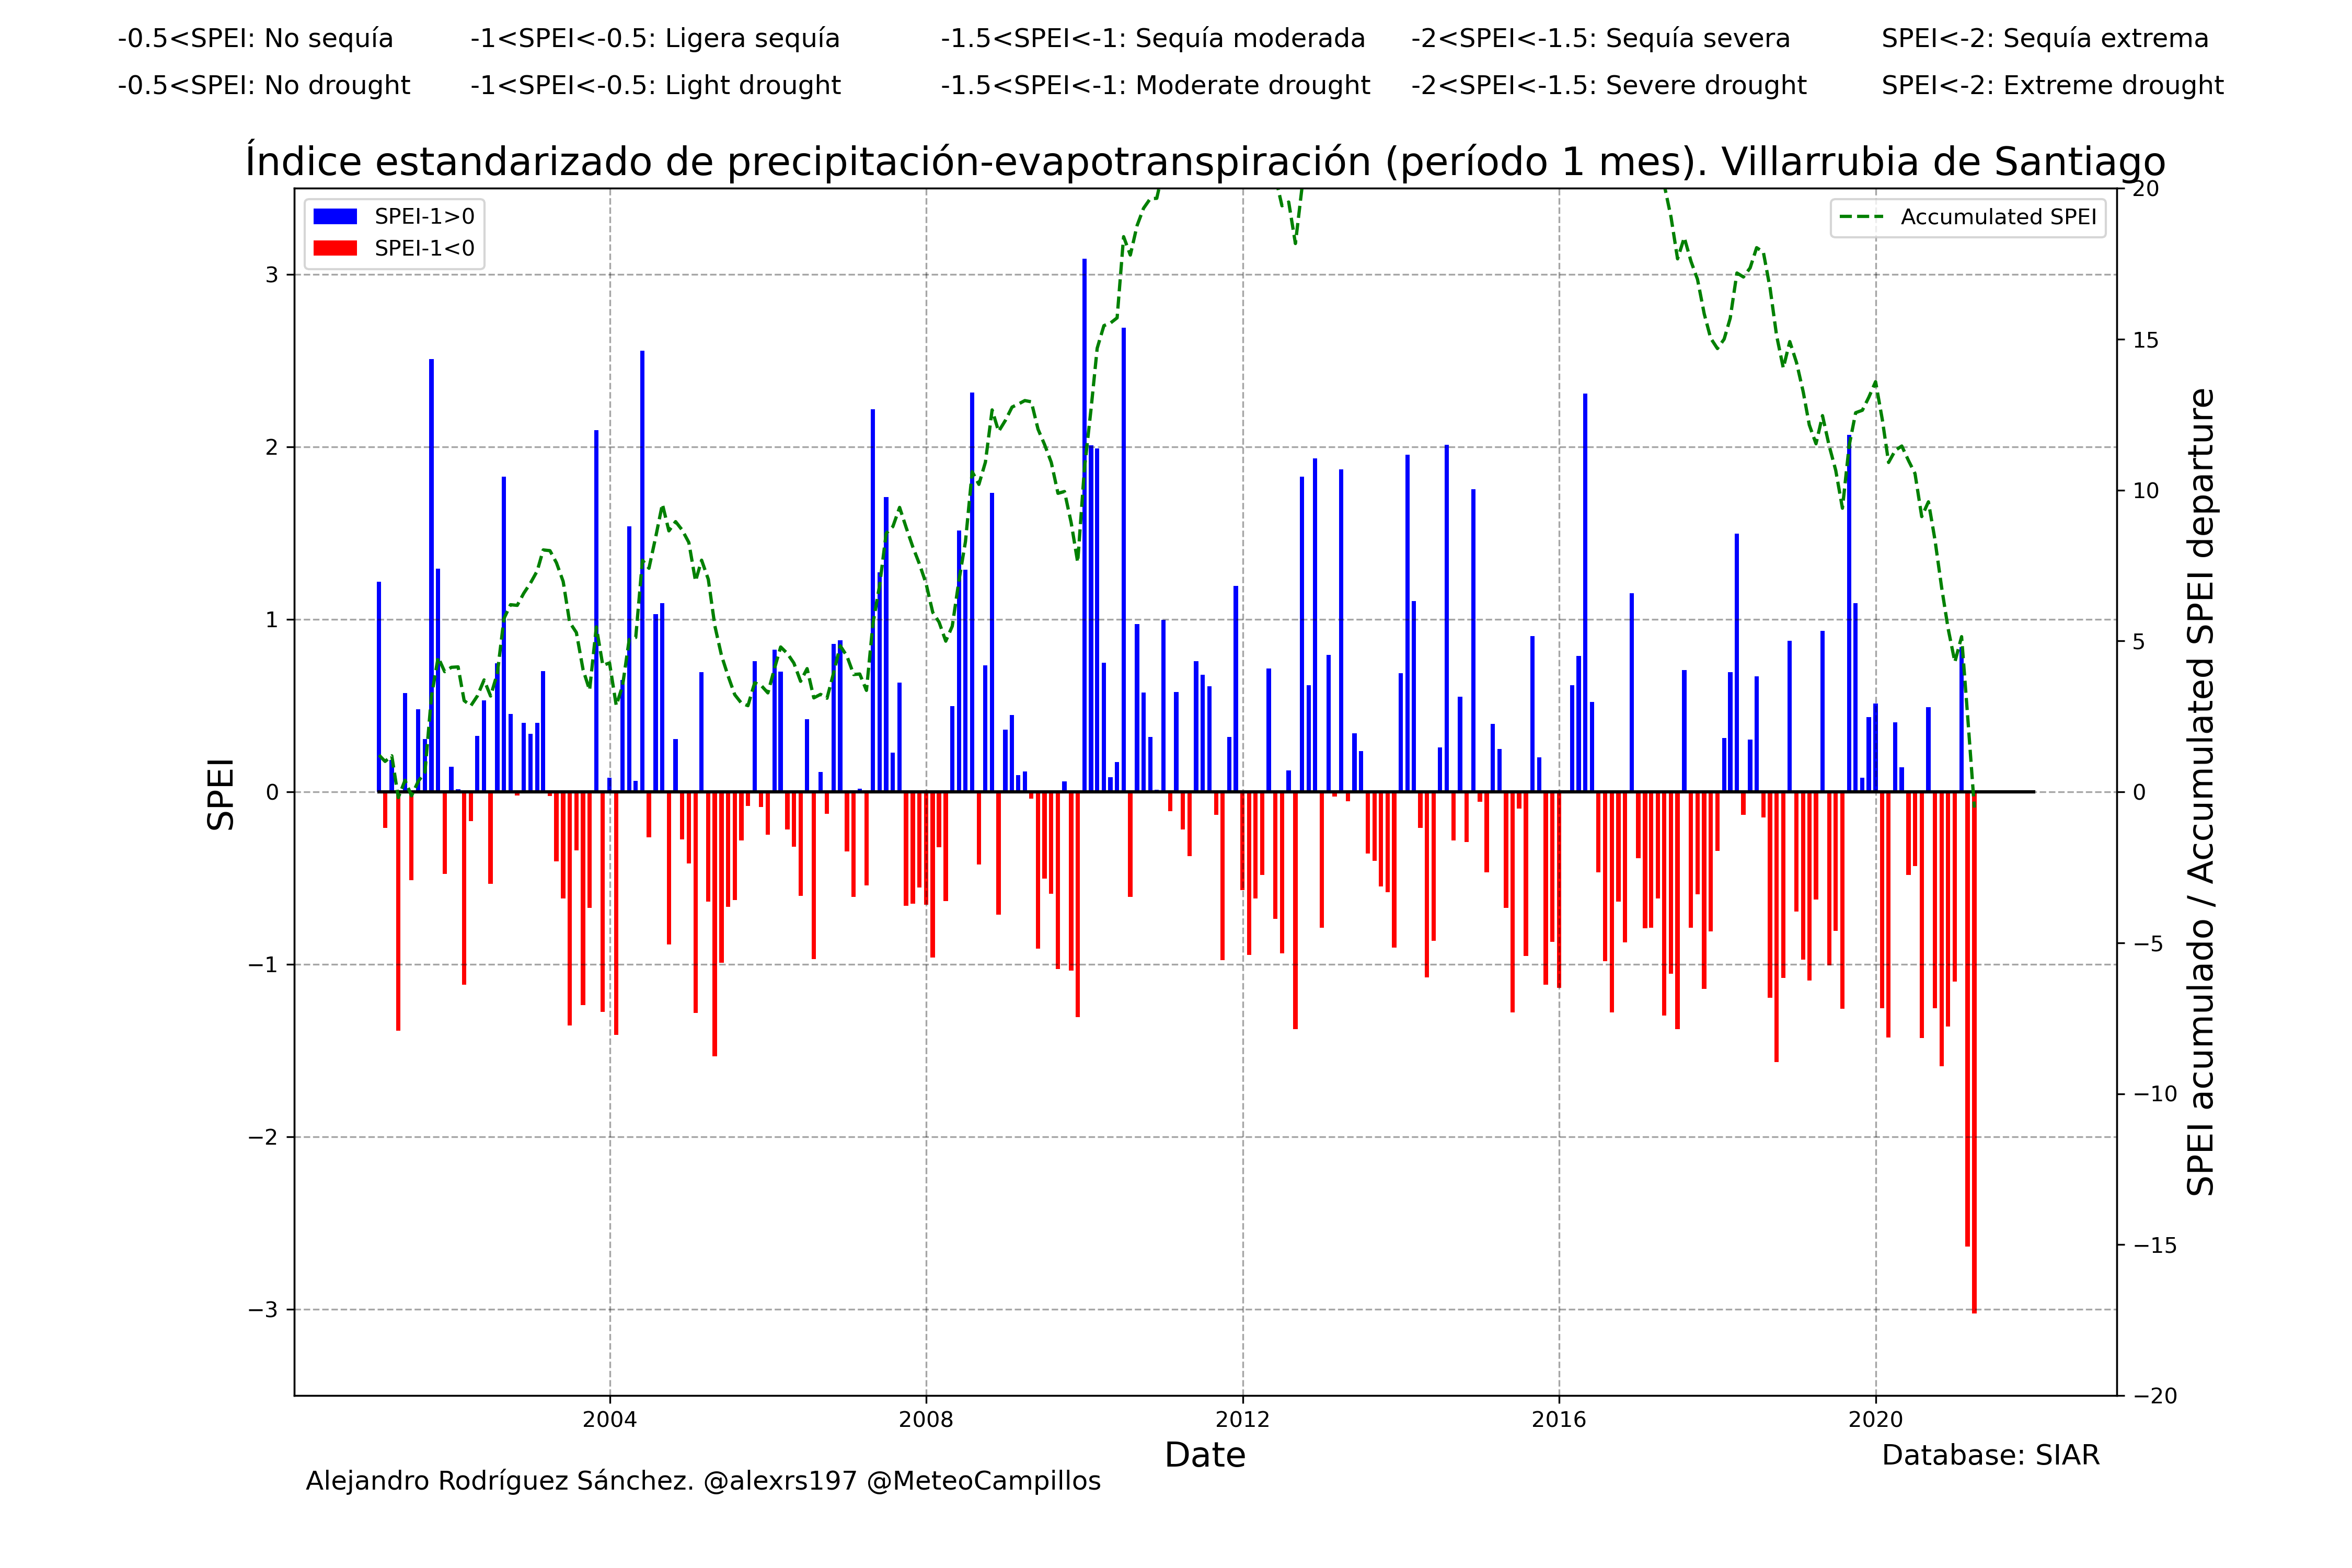 -0.5<SPEI: No sequía -1<SPEI<-0.5: Ligera sequía -1.5<SPEI<-1: Sequía moderada -2<SPEI<-1.5: Sequía severa SPEI<-2: Sequía extrema
-0.5<SPEI: No drought -1<SPEI<-0.5: Light drought -1.5<SPEI<-1: Moderate drought -2<SPEI<-1.5: Severe drought SPEI<-2: Extreme drought
Índice estandarizado de precipitación-evapotranspiración (período 1 mes). Villarrubia de Santiago
SPEI-1>0
SPEI-1<0
Accumulated SPEI
SPEI
3
2
1
0
−1
−2
−3
20
15
10
5
0
−5
−10
−15
−20
SPEI acumulado / Accumulated SPEI departure
2004 2008 2012 2016 2020
Date
Database: SIAR
Alejandro Rodríguez Sánchez. @alexrs197 @MeteoCampillos